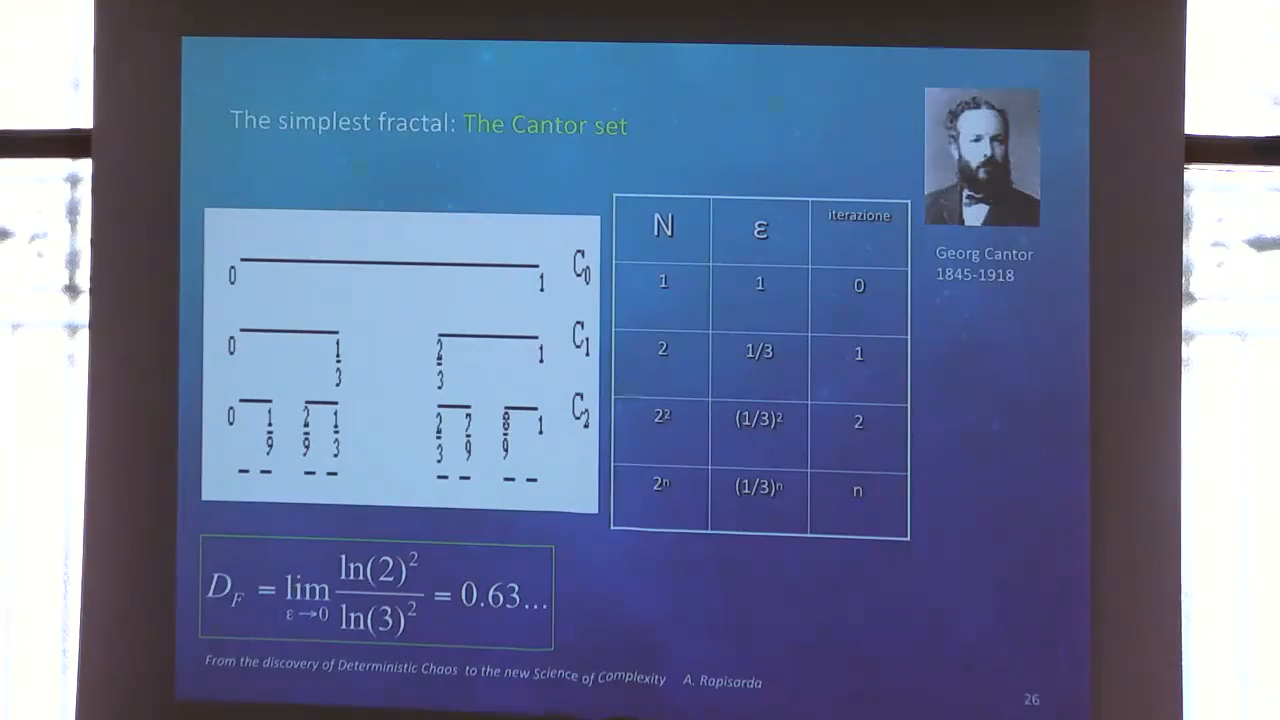 The simplest fractal: The Cantor set
0 1 C₀
0 1/3 2/3 1 C₁
0 1/9 2/9 1/3 2/3 7/9 8/9 1 C₂
N ε iterazione
1 1 0
2 1/3 1
2² (1/3)² 2
2ⁿ (1/3)ⁿ n
Georg Cantor
1845-1918
D_F = lim ε→0 ln(2)² / ln(3)² = 0.63...
From the discovery of Deterministic Chaos to the new Science of Complexity A. Rapisarda
26